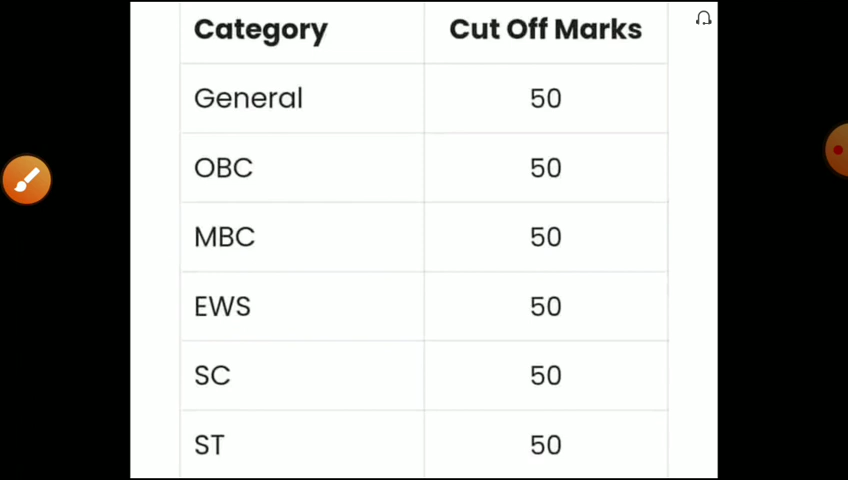 Category Cut Off Marks
General 50
OBC 50
MBC 50
EWS 50
SC 50
ST 50